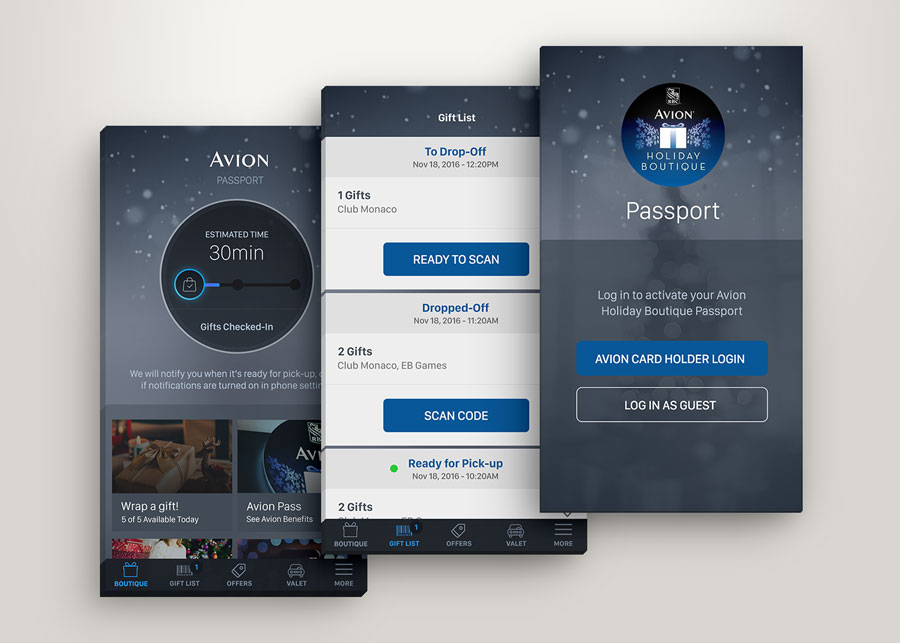 AVION
PASSPORT
ESTIMATED TIME
30min
Gifts Checked-In
We will notify you when it's ready for pick-up,
if notifications are turned on in phone
Wrap a gift!
5 of 5 Available Today
RBC
Avion Pass
See Avion Benefits
BOUTIQUE
1
GIFT LIST
OFFERS
VALET
MORE
Gift List
To Drop-Off
Nov 18, 2016 - 12:20PM
1 Gifts
Club Monaco
READY TO SCAN
Dropped-Off
Nov 18, 2016 - 11:20AM
2 Gifts
Club Monaco, EB Games
SCAN CODE
Ready for Pick-up
Nov 18, 2016 - 10:20AM
2 Gifts
BOUTIQUE
1
GIFT LIST
OFFERS
VALET
MORE
RBC
AVION
HOLIDAY
BOUTIQUE
Passport
Log in to activate your Avion
Holiday Boutique Passport
AVION CARD HOLDER LOGIN
LOG IN AS GUEST